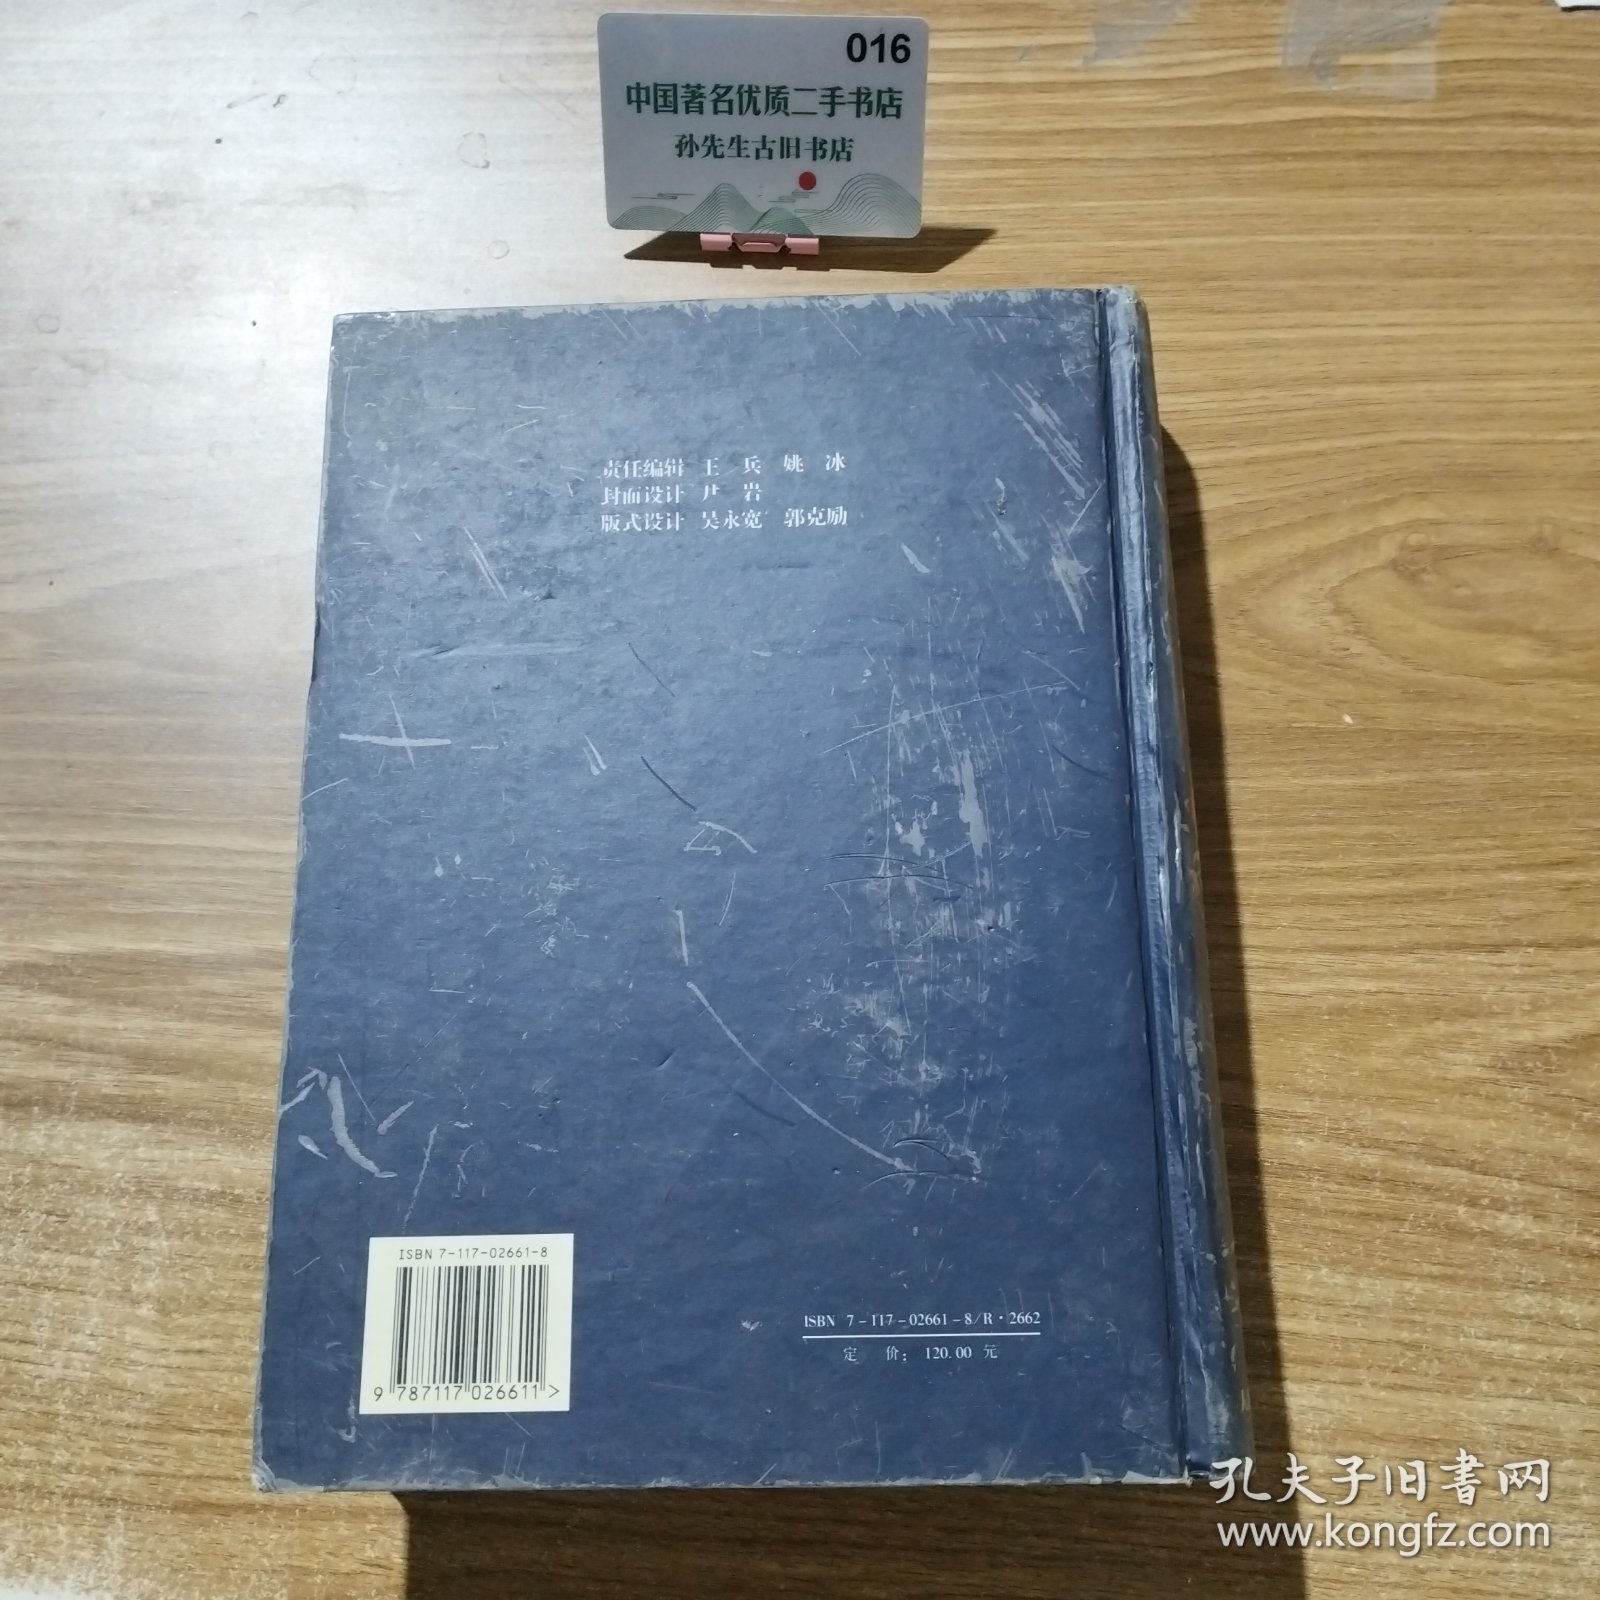 016
中国著名优质二手书店
孙先生古旧书店
责任编辑 王 兵 姚 冰
封面设计 尹 岩
版式设计 吴永宽 郭克励
ISBN 7-117-02661-8
9 787117 026611 >
ISBN 7-117-02661-8/R·2662
定 价: 120.00 元
孔夫子旧书网
www.kongfz.com